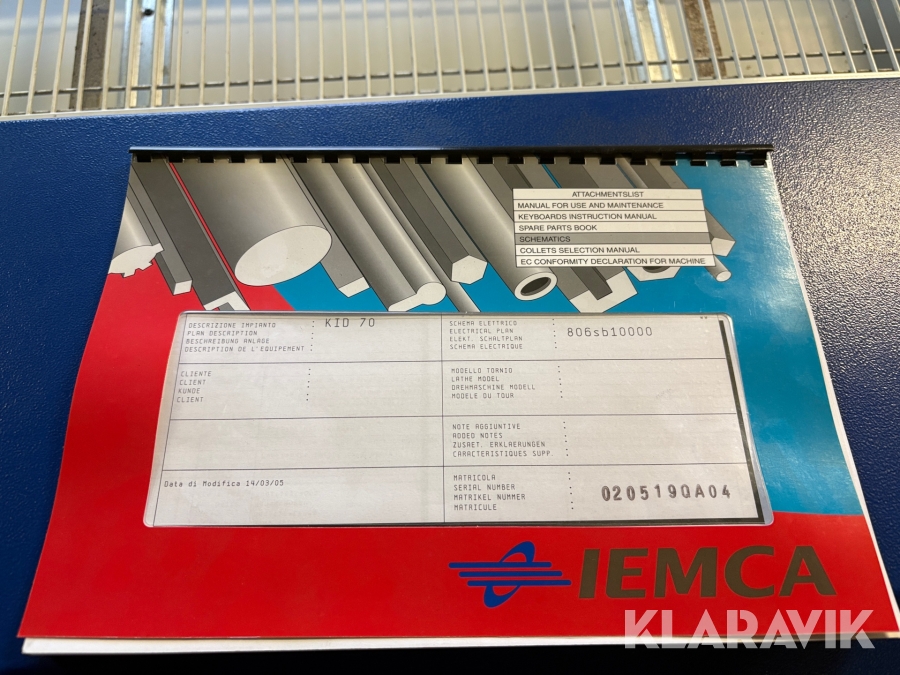 ATTACHMENTSLIST
MANUAL FOR USE AND MAINTENANCE
KEYBOARDS INSTRUCTION MANUAL
SPARE PARTS BOOK
SCHEMATICS
COLLETS SELECTION MANUAL
EC CONFORMITY DECLARATION FOR MACHINE
DESCRIZIONE IMPIANTO : KID 70
PLAN DESCRIPTION :
BESCHREIBUNG ANLAGE :
DESCRIPTION DE L'EQUIPEMENT :
SCHEMA ELETTRICO :
ELECTRICAL PLAN : 806sb10000
ELEKT. SCHALTPLAN :
SCHEMA ELECTRIQUE :
CLIENTE :
CLIENT :
KUNDE :
CLIENT :
MODELLO TORNIO :
LATHE MODEL :
DREHMASCHINE MODELL :
MODELE DU TOUR :
NOTE AGGIUNTIVE :
ADDED NOTES :
ZUSAET. ERKLAERUNGEN :
CARACTERISTIQUES SUPP. :
Data di Modifica 14/03/05
MATRICOLA :
SERIAL NUMBER :
MATRIKEL NUMMER : 020519QA04
MATRICULE :
IEMCA
KLARAVIK